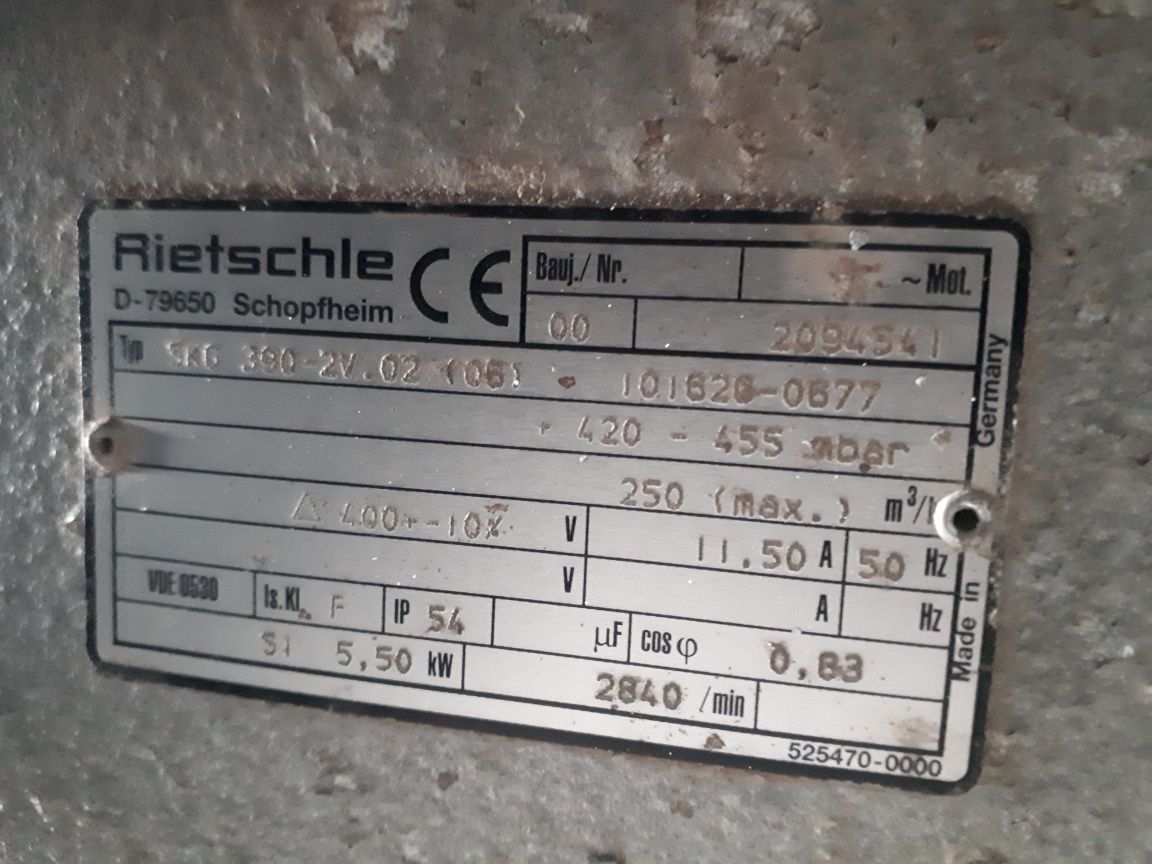 Rietschle CE
D-79650 Schopfheim
Bauj./ Nr. ~ Mot.
00 2094541
Typ SKG 390-2V.02 (06) 101626-0677
+ 420 - 455 mbar
250 (max.) m³/
△ 400+-10% V 11.50 A 50 Hz
V A Hz
VDE 0530 Is.Kl. F IP 54 µF cos φ 0,83
S1 5,50 kW 2840 /min
525470-0000
Made in Germany